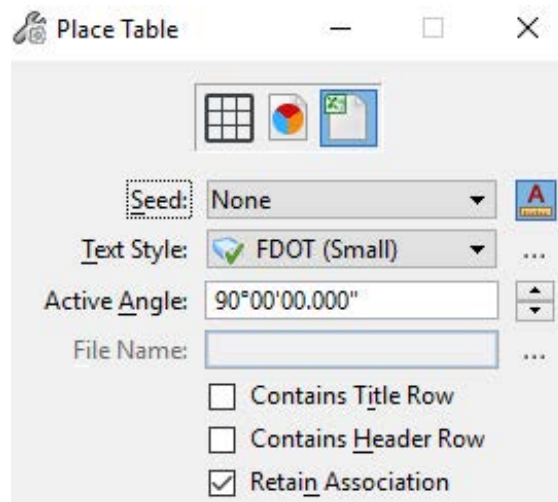 Place Table
Seed: None
Text Style: FDOT (Small) ...
Active Angle: 90°00'00.000"
File Name: ...
Contains Title Row
Contains Header Row
Retain Association